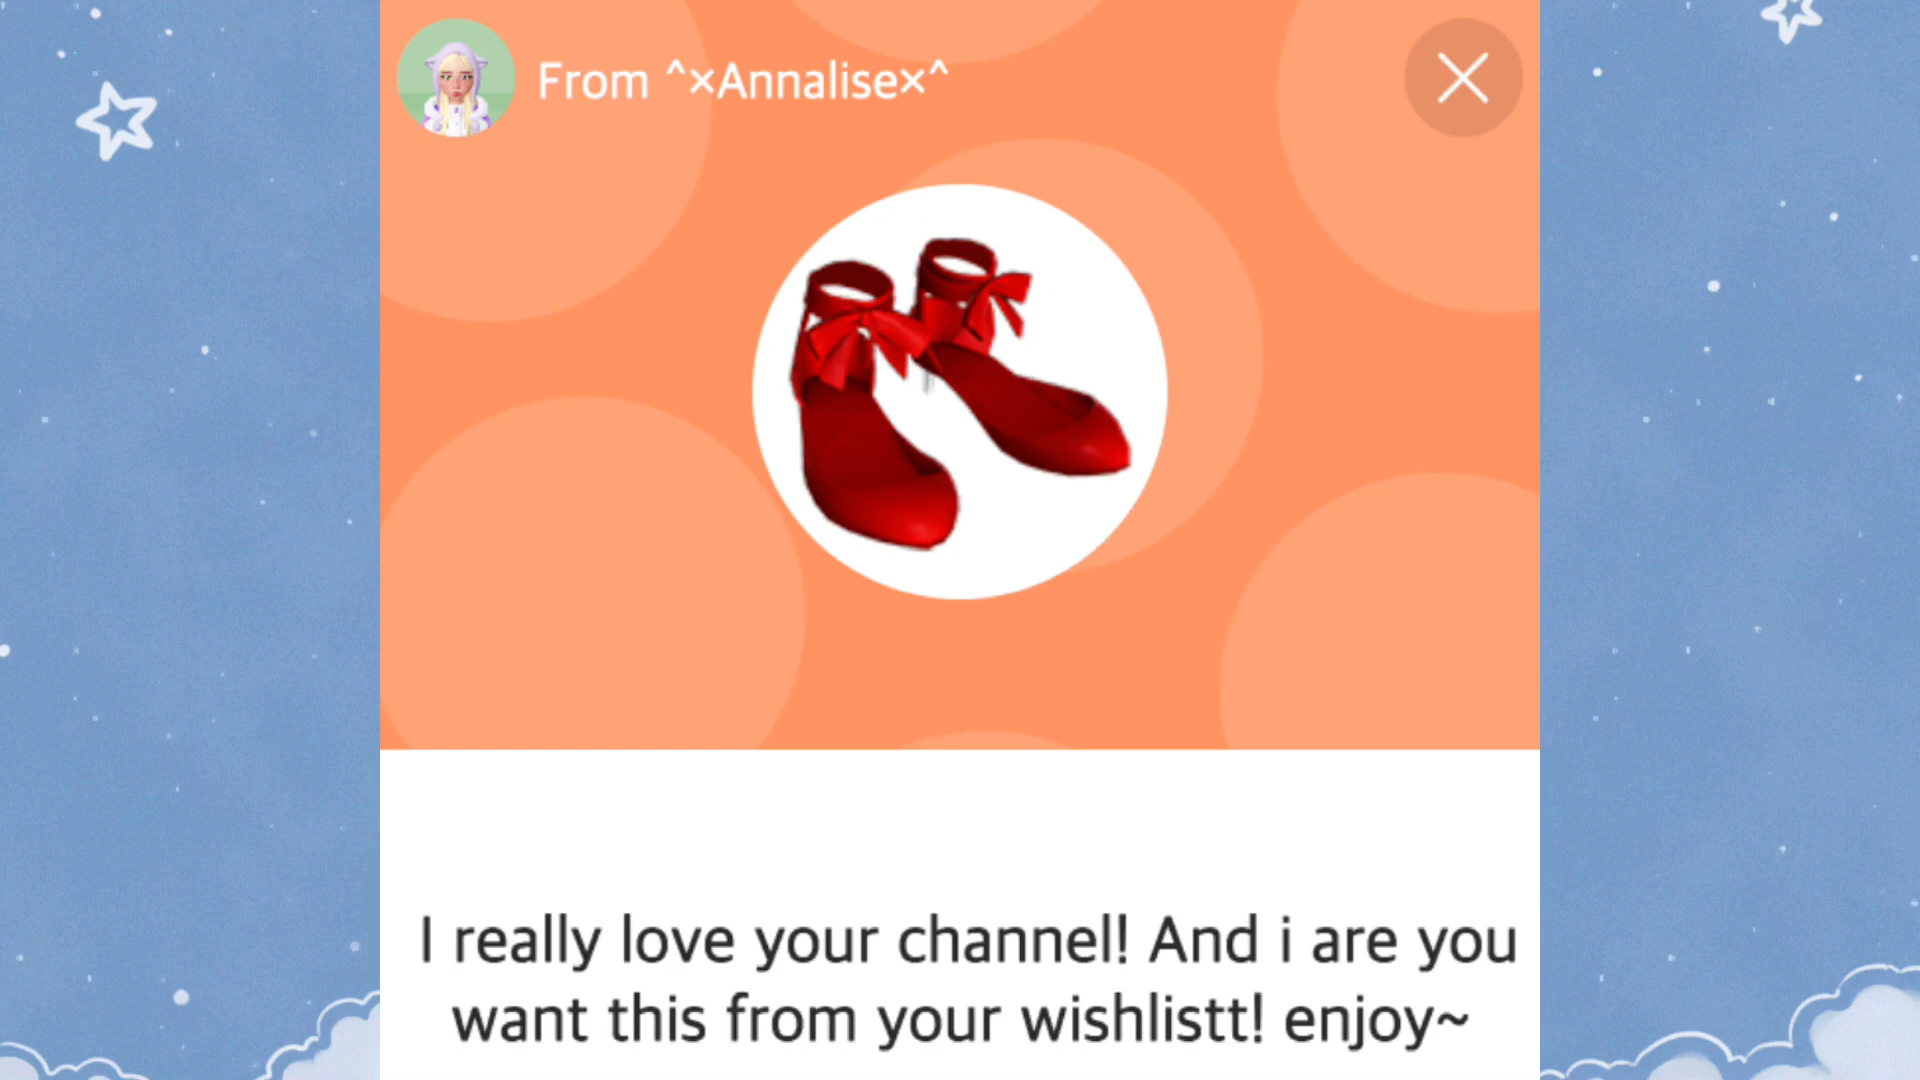 From ^×Annalise×^
I really love your channel! And i are you
want this from your wishlistt! enjoy~